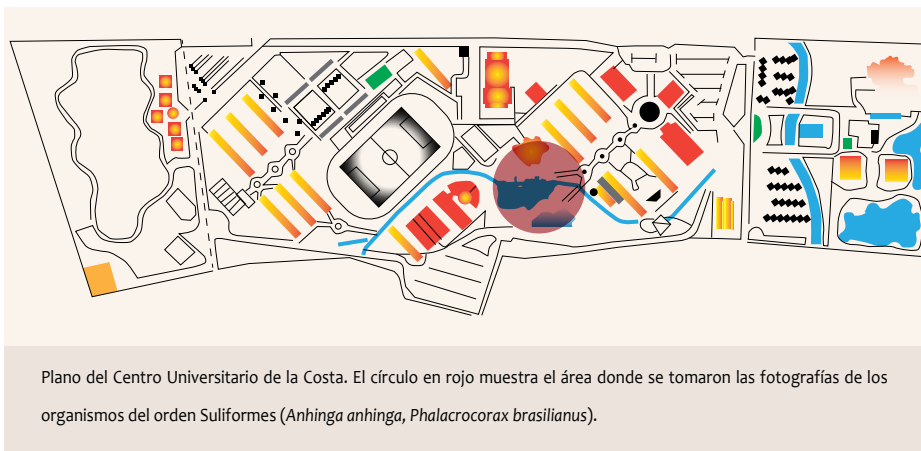 Plano del Centro Universitario de la Costa. El círculo en rojo muestra el área donde se tomaron las fotografías de los
organismos del orden Suliformes (Anhinga anhinga, Phalacrocorax brasilianus).